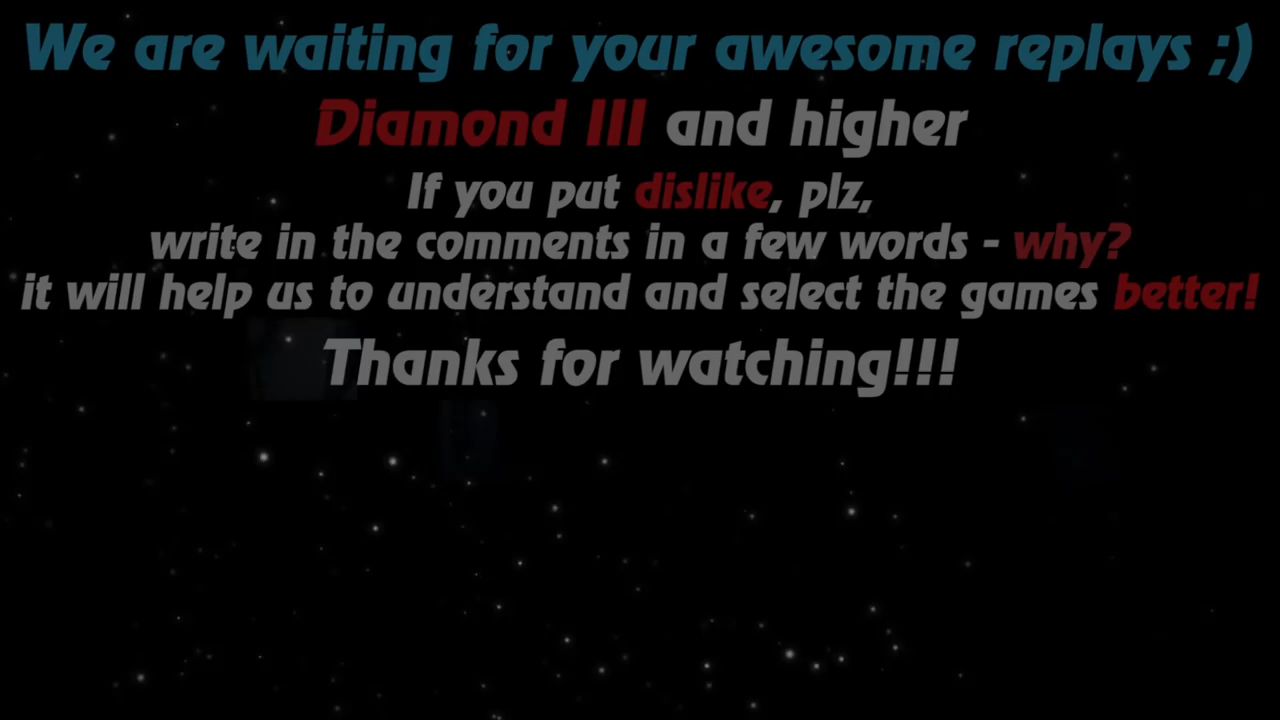 We are waiting for your awesome replays ;)
Diamond III and higher
If you put dislike, plz,
write in the comments in a few words - why?
it will help us to understand and select the games better!
Thanks for watching!!!